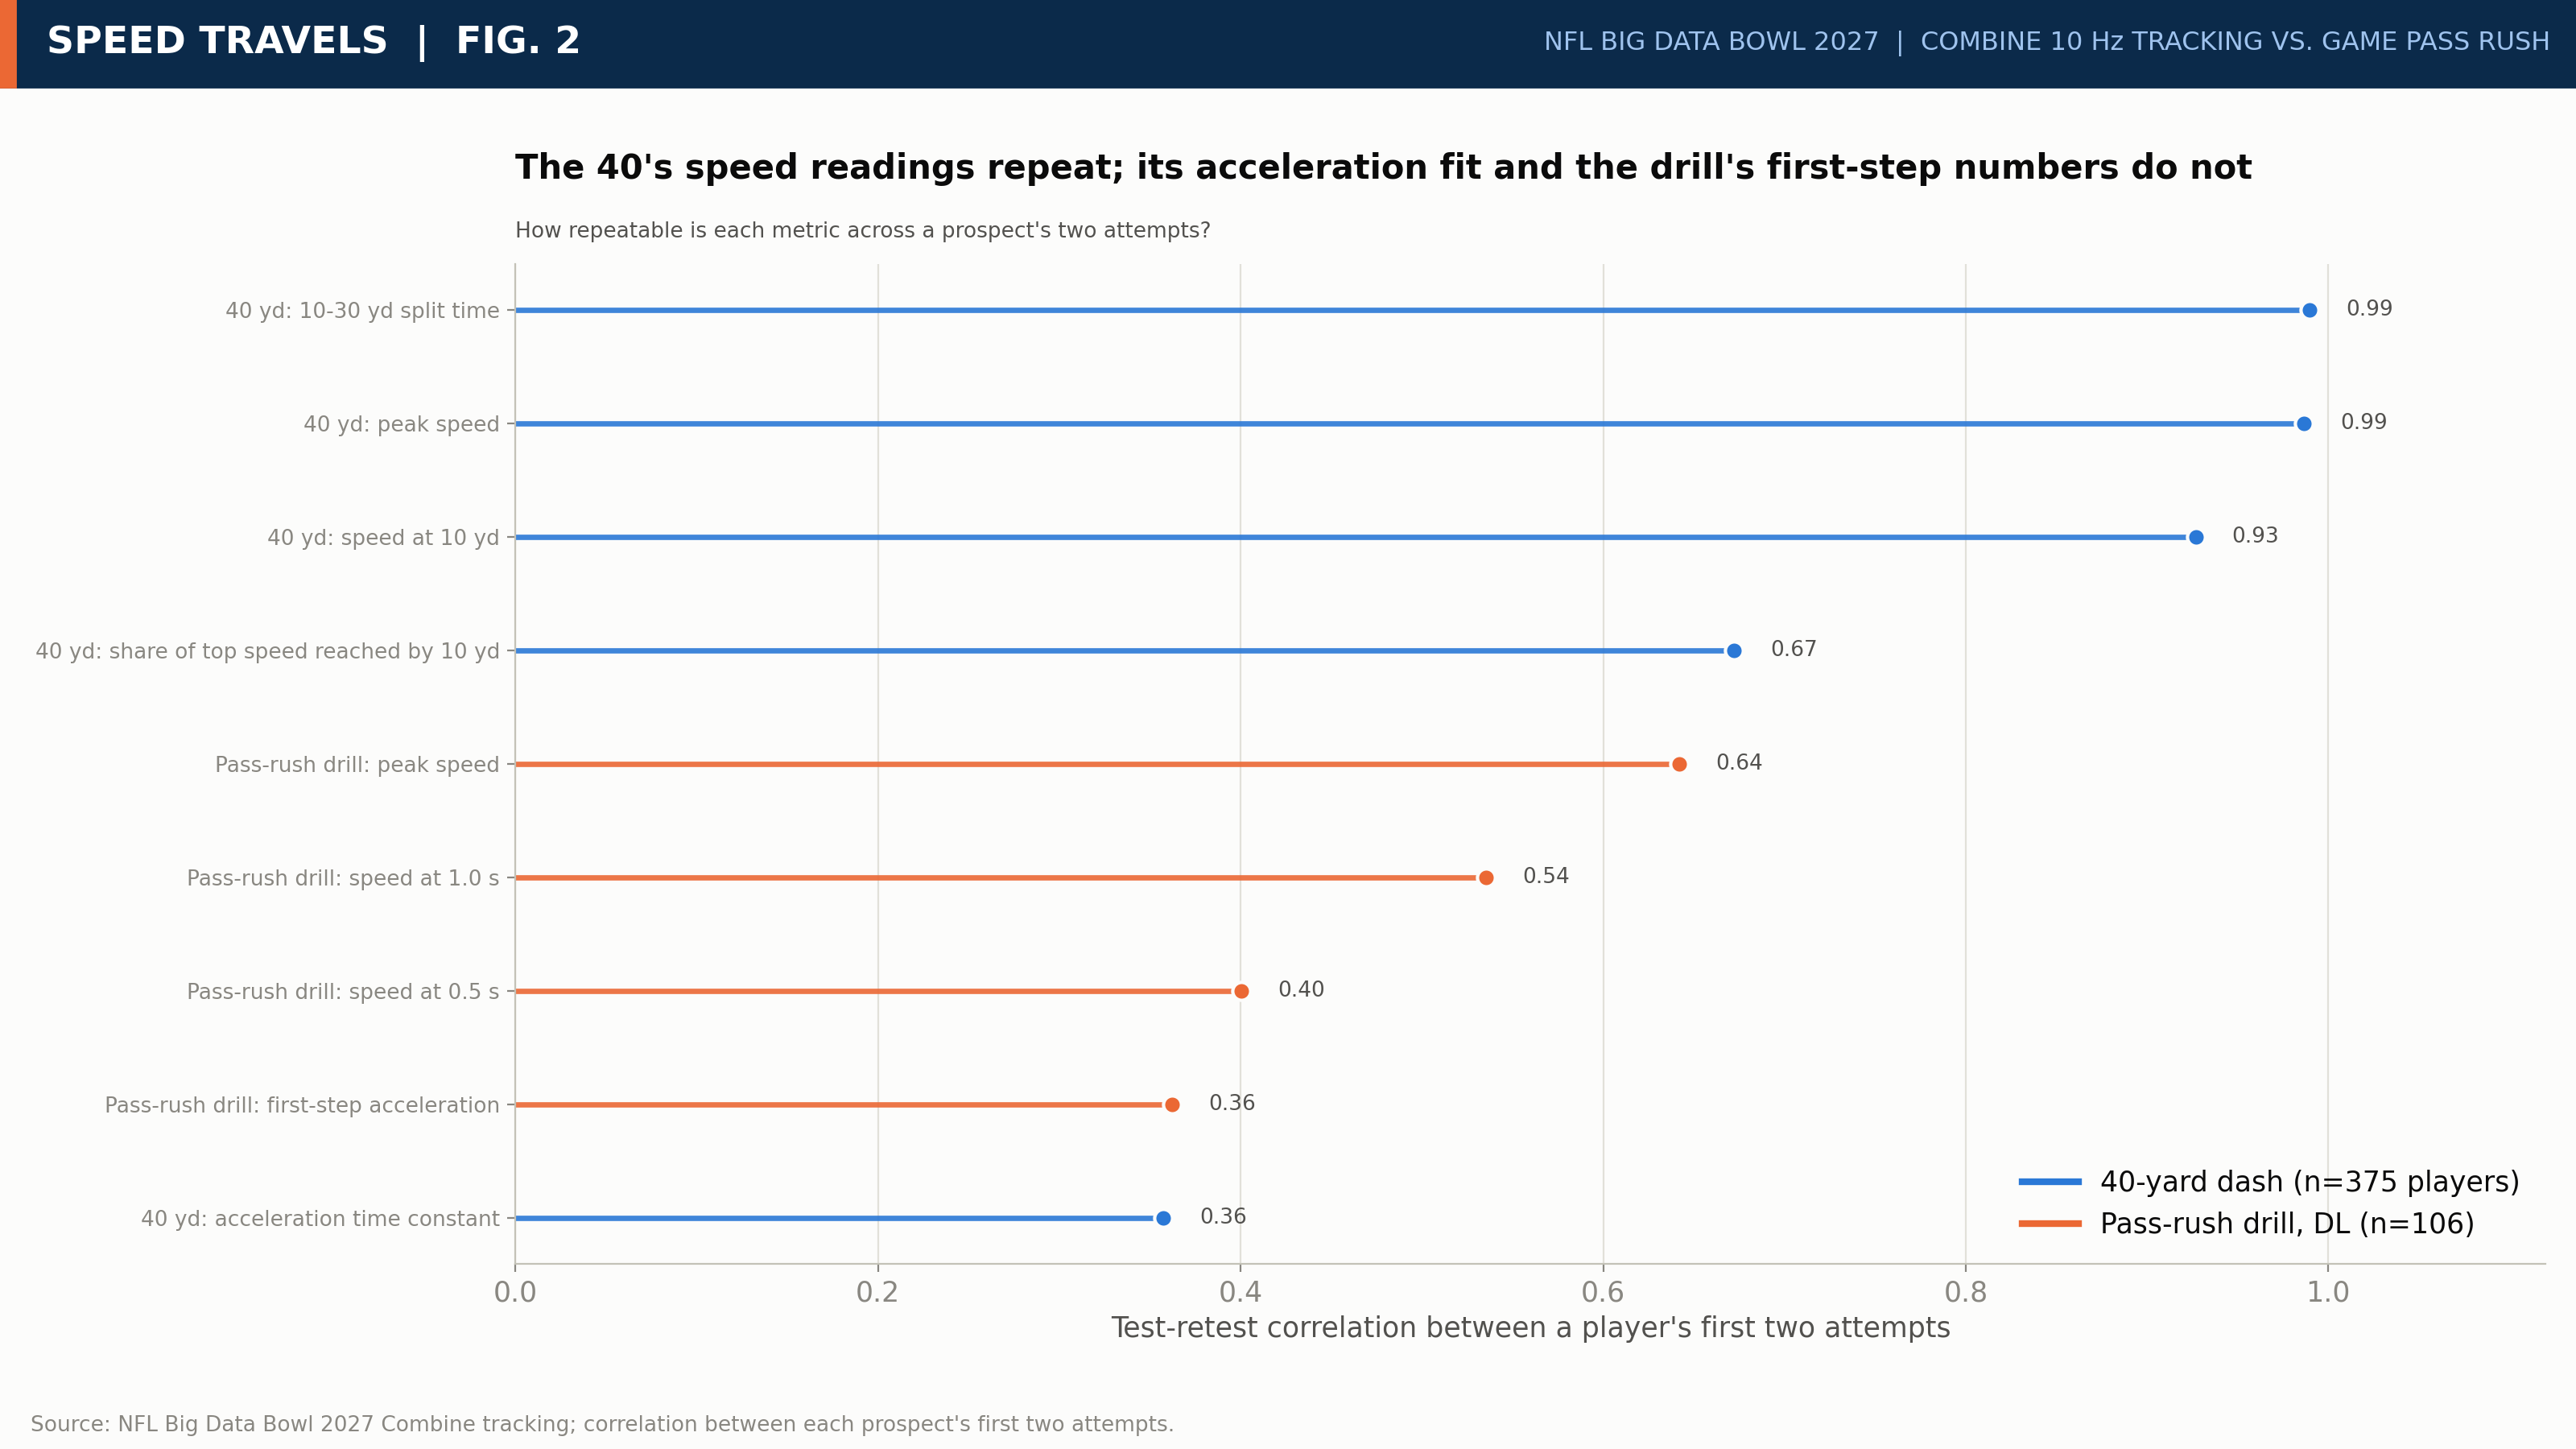 SPEED TRAVELS | FIG. 2
NFL BIG DATA BOWL 2027 | COMBINE 10 Hz TRACKING VS. GAME PASS RUSH
The 40's speed readings repeat; its acceleration fit and the drill's first-step numbers do not
How repeatable is each metric across a prospect's two attempts?
40 yd: 10-30 yd split time 0.99
40 yd: peak speed 0.99
40 yd: speed at 10 yd 0.93
40 yd: share of top speed reached by 10 yd 0.67
Pass-rush drill: peak speed 0.64
Pass-rush drill: speed at 1.0 s 0.54
Pass-rush drill: speed at 0.5 s 0.40
Pass-rush drill: first-step acceleration 0.36
40 yd: acceleration time constant 0.36
40-yard dash (n=375 players)
Pass-rush drill, DL (n=106)
0.0 0.2 0.4 0.6 0.8 1.0
Test-retest correlation between a player's first two attempts
Source: NFL Big Data Bowl 2027 Combine tracking; correlation between each prospect's first two attempts.